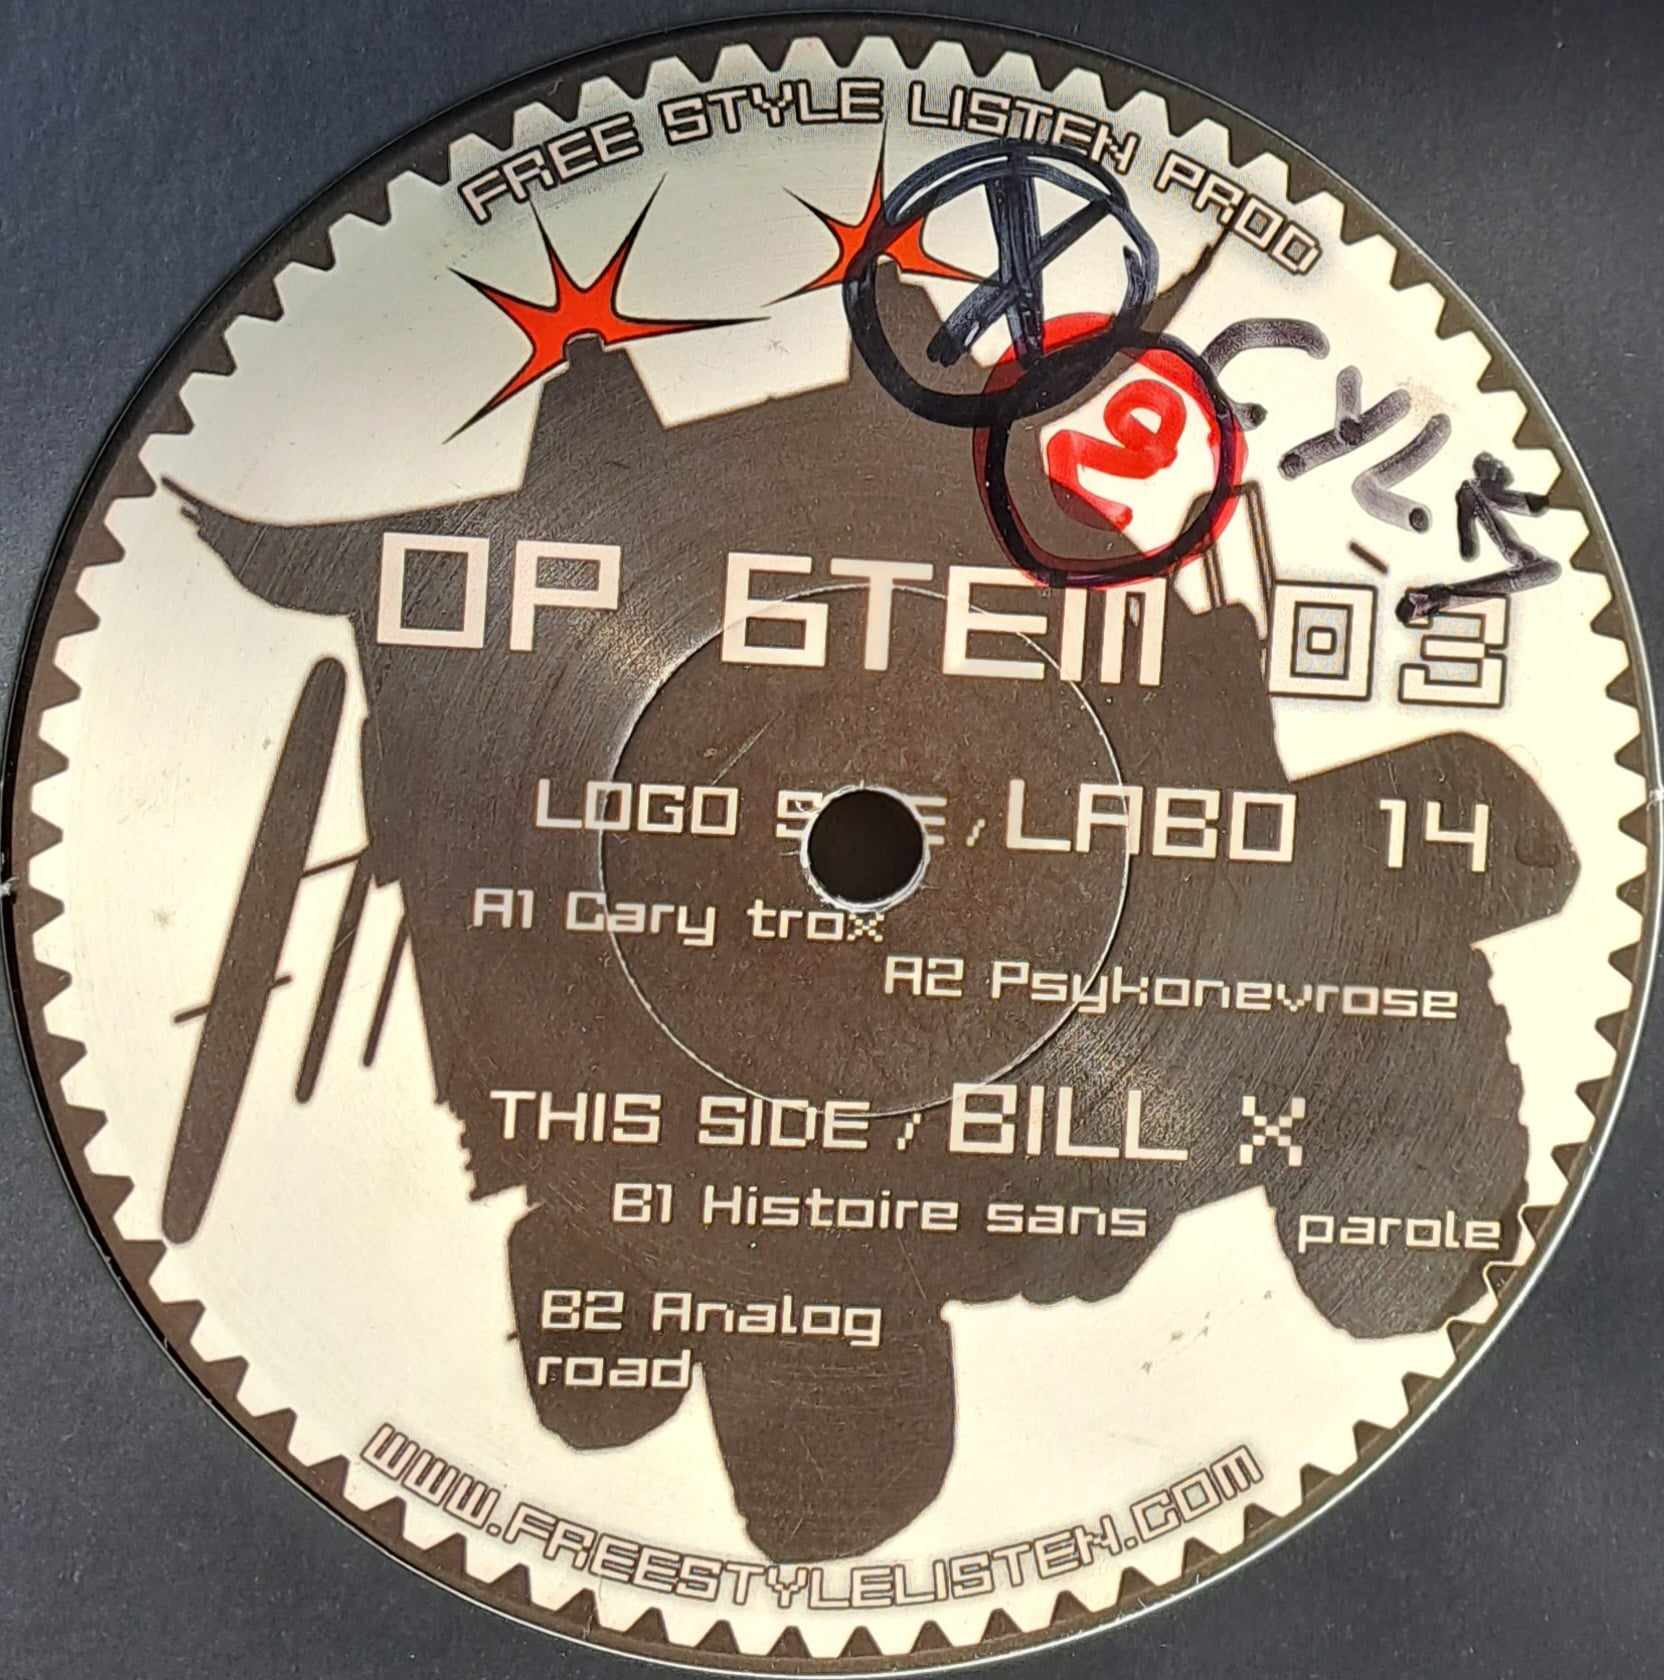 FREE STYLE LISTEN PROD
OP 6TEM 03
LOGO SIDE / LABO 14
A1 Gary trox
A2 Psykonevrose
THIS SIDE / BILL X
B1 Histoire sans parole
B2 Analog
road
WWW.FREESTYLELISTEN.COM